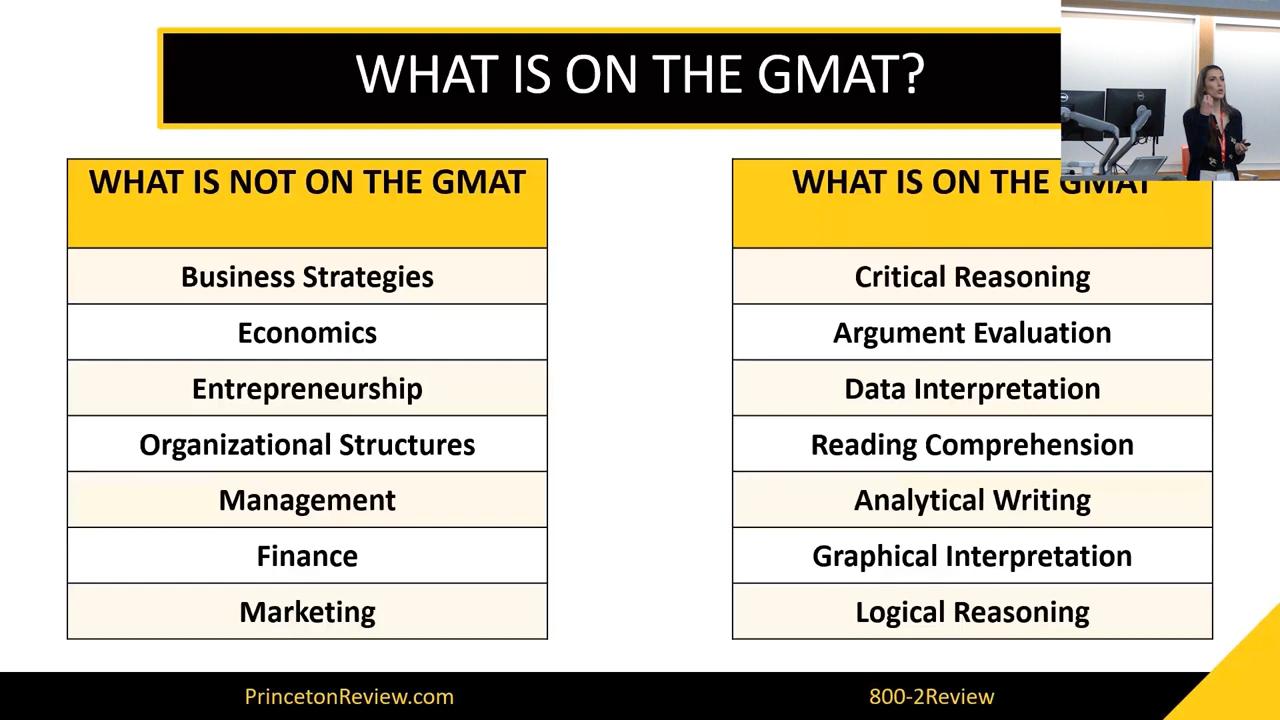 WHAT IS ON THE GMAT?
WHAT IS NOT ON THE GMAT
Business Strategies
Economics
Entrepreneurship
Organizational Structures
Management
Finance
Marketing
WHAT IS ON THE GMAT
Critical Reasoning
Argument Evaluation
Data Interpretation
Reading Comprehension
Analytical Writing
Graphical Interpretation
Logical Reasoning
PrincetonReview.com
800-2Review